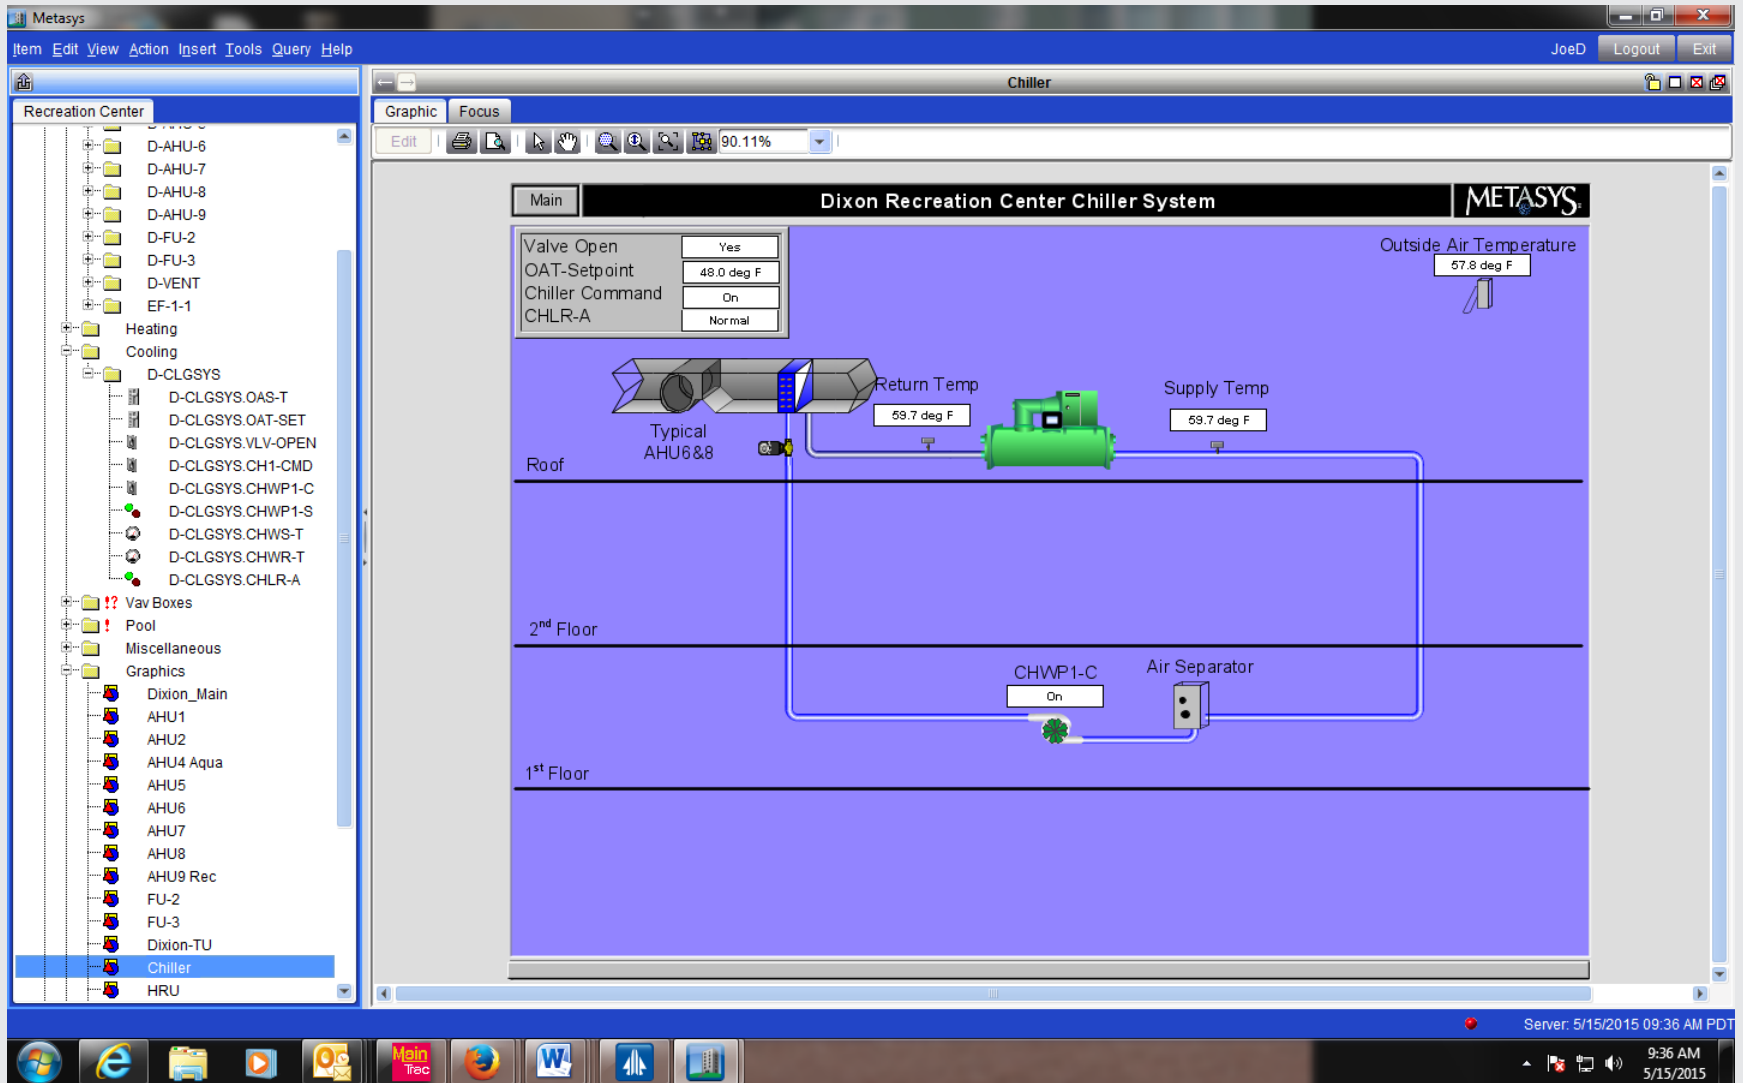 Metasys
Item Edit View Action Insert Tools Query Help
JoeD Logout Exit
Chiller
Recreation Center
Graphic Focus
Edit 90.11%
D-AHU-6
D-AHU-7
D-AHU-8
D-AHU-9
D-FU-2
D-FU-3
D-VENT
EF-1-1
Heating
Cooling
D-CLGSYS
D-CLGSYS.OAS-T
D-CLGSYS.OAT-SET
D-CLGSYS.VLV-OPEN
D-CLGSYS.CH1-CMD
D-CLGSYS.CHWP1-C
D-CLGSYS.CHWP1-S
D-CLGSYS.CHWS-T
D-CLGSYS.CHWR-T
D-CLGSYS.CHLR-A
!? Vav Boxes
! Pool
Miscellaneous
Graphics
Dixion_Main
AHU1
AHU2
AHU4 Aqua
AHU5
AHU6
AHU7
AHU8
AHU9 Rec
FU-2
FU-3
Dixion-TU
Chiller
HRU
Main
Dixon Recreation Center Chiller System
METASYS
Valve Open Yes
OAT-Setpoint 48.0 deg F
Chiller Command On
CHLR-A Normal
Outside Air Temperature
57.8 deg F
Return Temp
59.7 deg F
Supply Temp
59.7 deg F
Typical
AHU6&8
Roof
2nd Floor
CHWP1-C
On
Air Separator
1st Floor
Server: 5/15/2015 09:36 AM PDT
Main
Trac
9:36 AM
5/15/2015